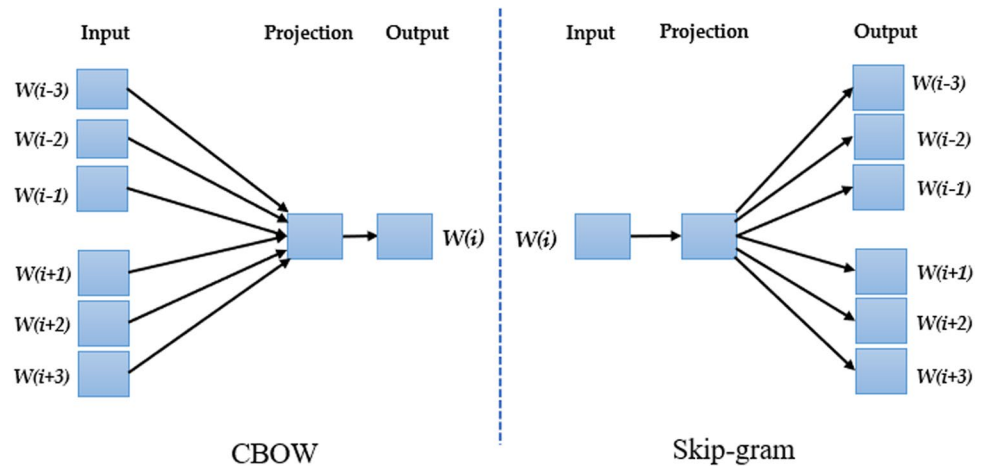 Input Projection Output
W(i-3)
W(i-2)
W(i-1)
W(i)
W(i+1)
W(i+2)
W(i+3)
CBOW
Input Projection Output
W(i)
W(i-3)
W(i-2)
W(i-1)
W(i+1)
W(i+2)
W(i+3)
Skip-gram